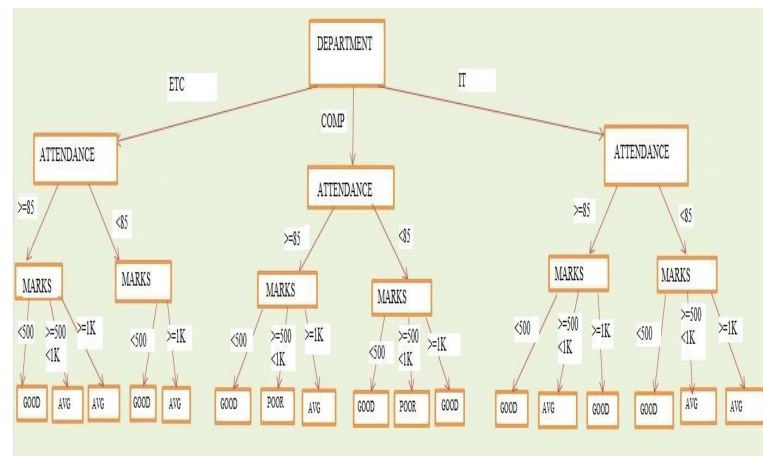 DEPARTMENT
ETC
COMP
IT
ATTENDANCE
ATTENDANCE
ATTENDANCE
>=85
<85
>=85
<85
>=85
<85
MARKS
MARKS
MARKS
MARKS
MARKS
MARKS
<500
>=500
<1K
>=1K
<500
>=1K
<500
>=500
<1K
>=1K
<500
>=500
<1K
>=1K
<500
>=500
<1K
>=1K
<500
>=500
<1K
>=1K
GOOD
AVG
AVG
GOOD
AVG
GOOD
POOR
AVG
GOOD
POOR
GOOD
GOOD
AVG
GOOD
GOOD
AVG
AVG